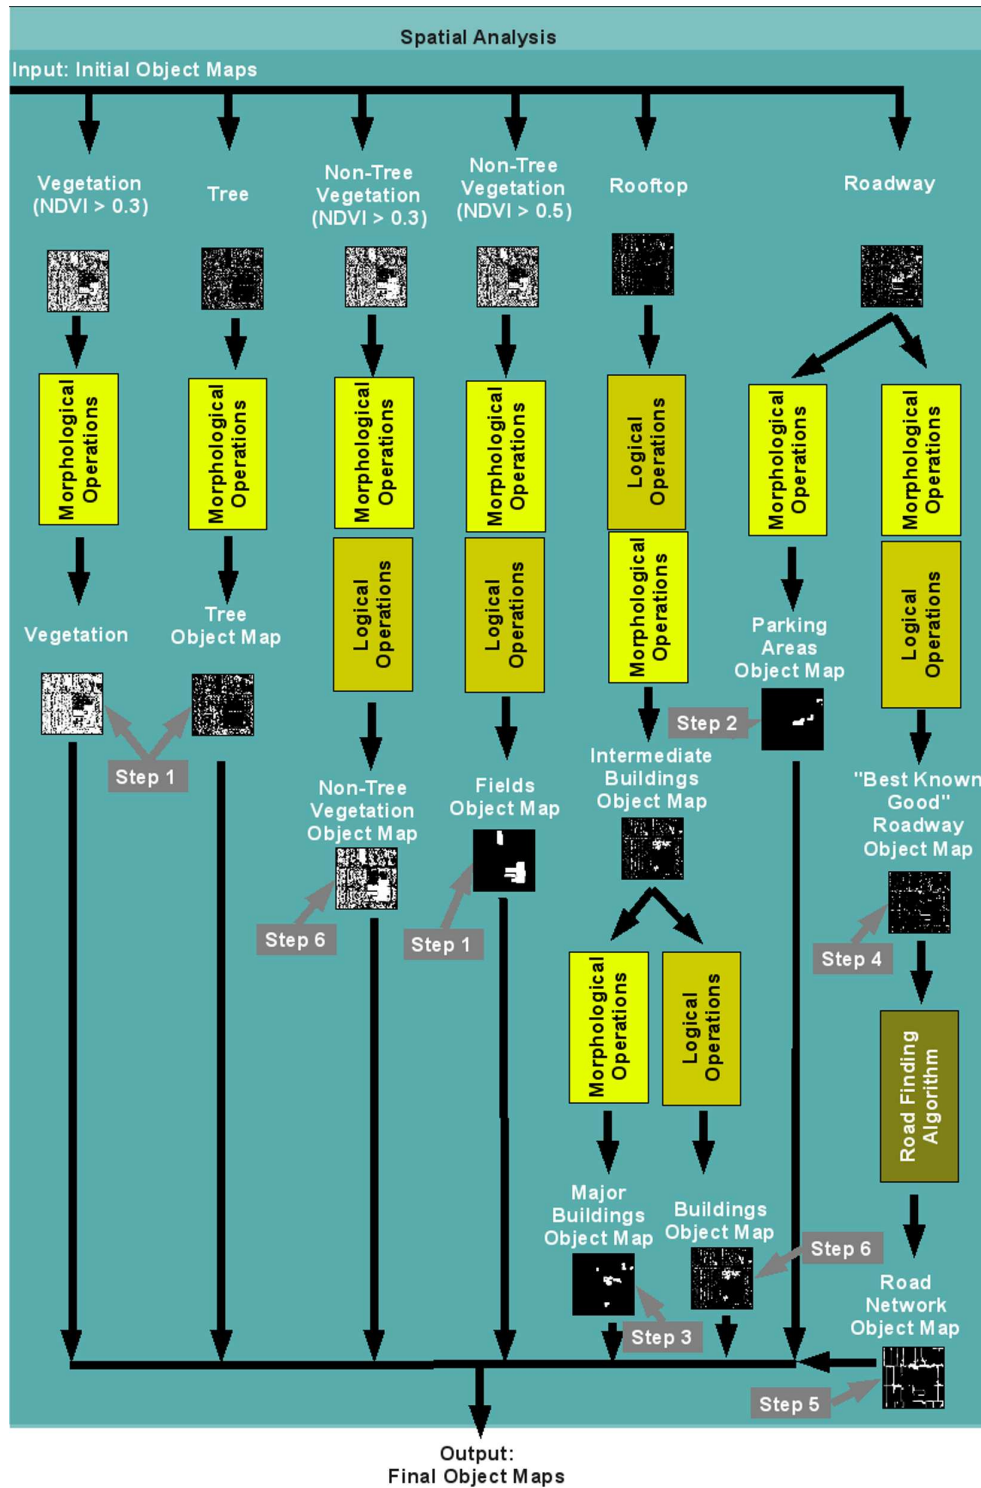 Spatial Analysis
Input: Initial Object Maps
Vegetation
(NDVI > 0.3)
Tree
Non-Tree
Vegetation
(NDVI > 0.3)
Non-Tree
Vegetation
(NDVI > 0.5)
Rooftop
Roadway
Morphological
Operations
Morphological
Operations
Morphological
Operations
Morphological
Operations
Logical
Operations
Morphological
Operations
Morphological
Operations
Logical
Operations
Logical
Operations
Morphological
Operations
Logical
Operations
Vegetation
Tree
Object Map
Parking
Areas
Object Map
Step 1
Step 2
Non-Tree
Vegetation
Object Map
Fields
Object Map
Intermediate
Buildings
Object Map
"Best Known
Good"
Roadway
Object Map
Step 6
Step 1
Step 4
Morphological
Operations
Logical
Operations
Road Finding
Algorithm
Major
Buildings
Object Map
Buildings
Object Map
Step 6
Step 3
Road
Network
Object Map
Step 5
Output:
Final Object Maps